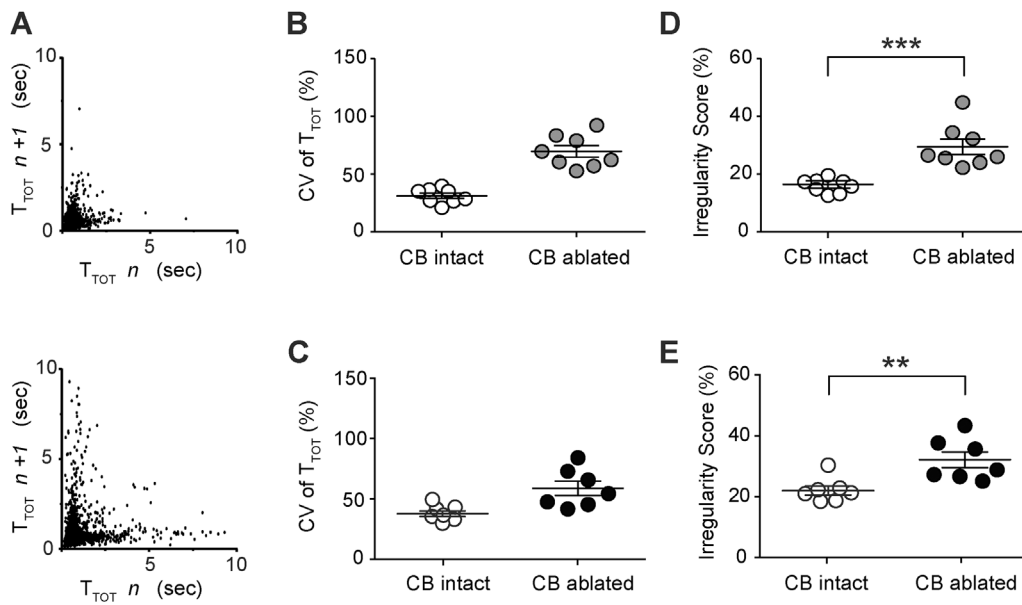 A
10
5
0
0
5
10
T_TOT n+1 (sec)
T_TOT n (sec)
B
150
100
50
0
CV of T_TOT (%)
CB intact
CB ablated
D
60
40
20
0
Irregularity Score (%)
***
CB intact
CB ablated
10
5
0
0
5
10
T_TOT n+1 (sec)
T_TOT n (sec)
C
150
100
50
0
CV of T_TOT (%)
CB intact
CB ablated
E
60
40
20
0
Irregularity Score (%)
**
CB intact
CB ablated